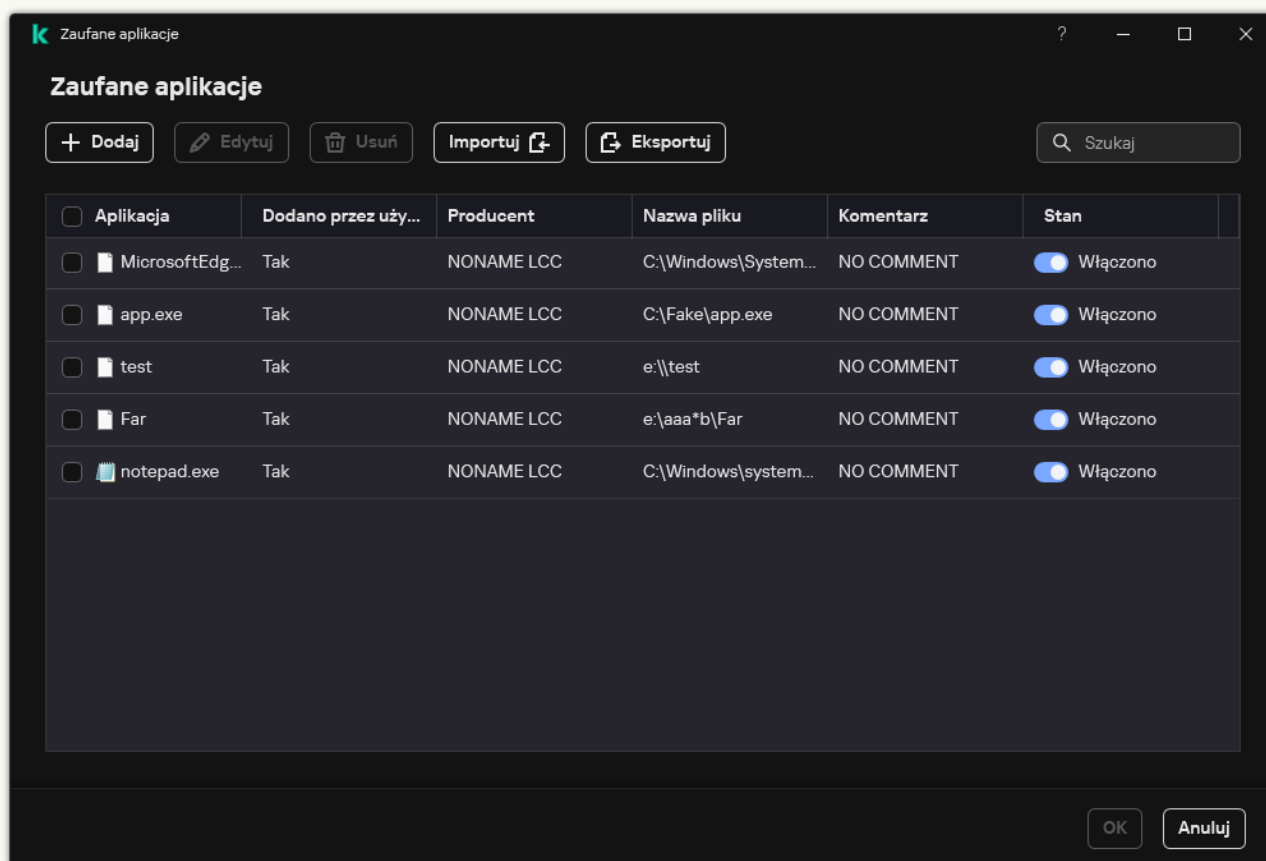 Zaufane aplikacje
Zaufane aplikacje
Dodaj Edytuj Usuń Importuj Eksportuj Szukaj
Aplikacja Dodano przez uży... Producent Nazwa pliku Komentarz Stan
MicrosoftEdg... Tak NONAME LCC C:\Windows\System... NO COMMENT Włączono
app.exe Tak NONAME LCC C:\Fake\app.exe NO COMMENT Włączono
test Tak NONAME LCC e:\\test NO COMMENT Włączono
Far Tak NONAME LCC e:\aaa*b\Far NO COMMENT Włączono
notepad.exe Tak NONAME LCC C:\Windows\system... NO COMMENT Włączono
OK Anuluj